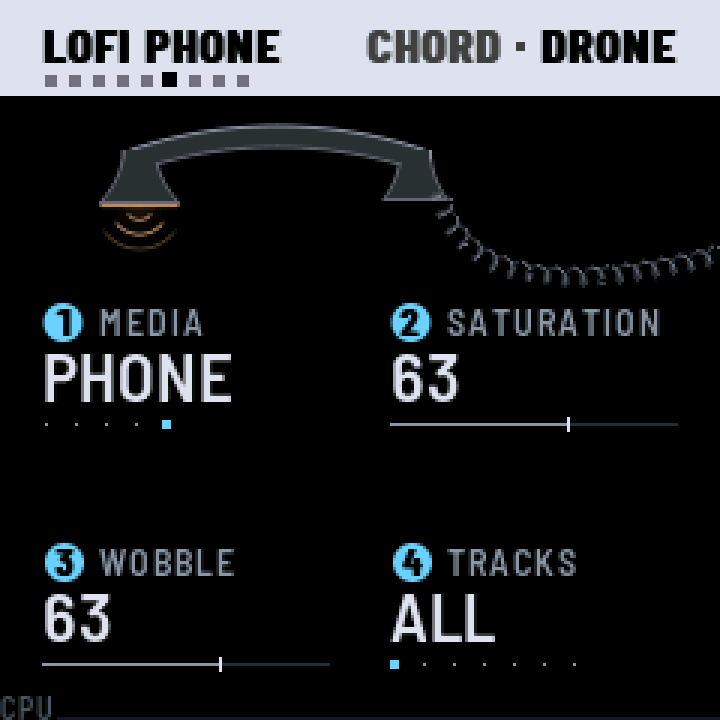 LOFI PHONE CHORD · DRONE
1 MEDIA 2 SATURATION
PHONE 63
3 WOBBLE 4 TRACKS
63 ALL
CPU